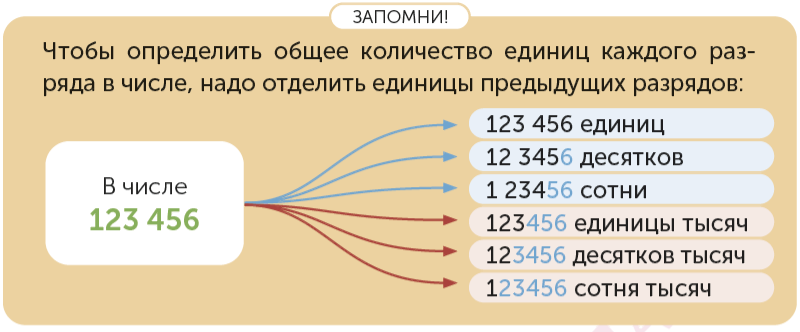 ЗАПОМНИ!
Чтобы определить общее количество единиц каждого раз-
ряда в числе, надо отделить единицы предыдущих разрядов:
В числе
123 456
123 456 единиц
12 3456 десятков
1 23456 сотни
123456 единицы тысяч
123456 десятков тысяч
123456 сотня тысяч